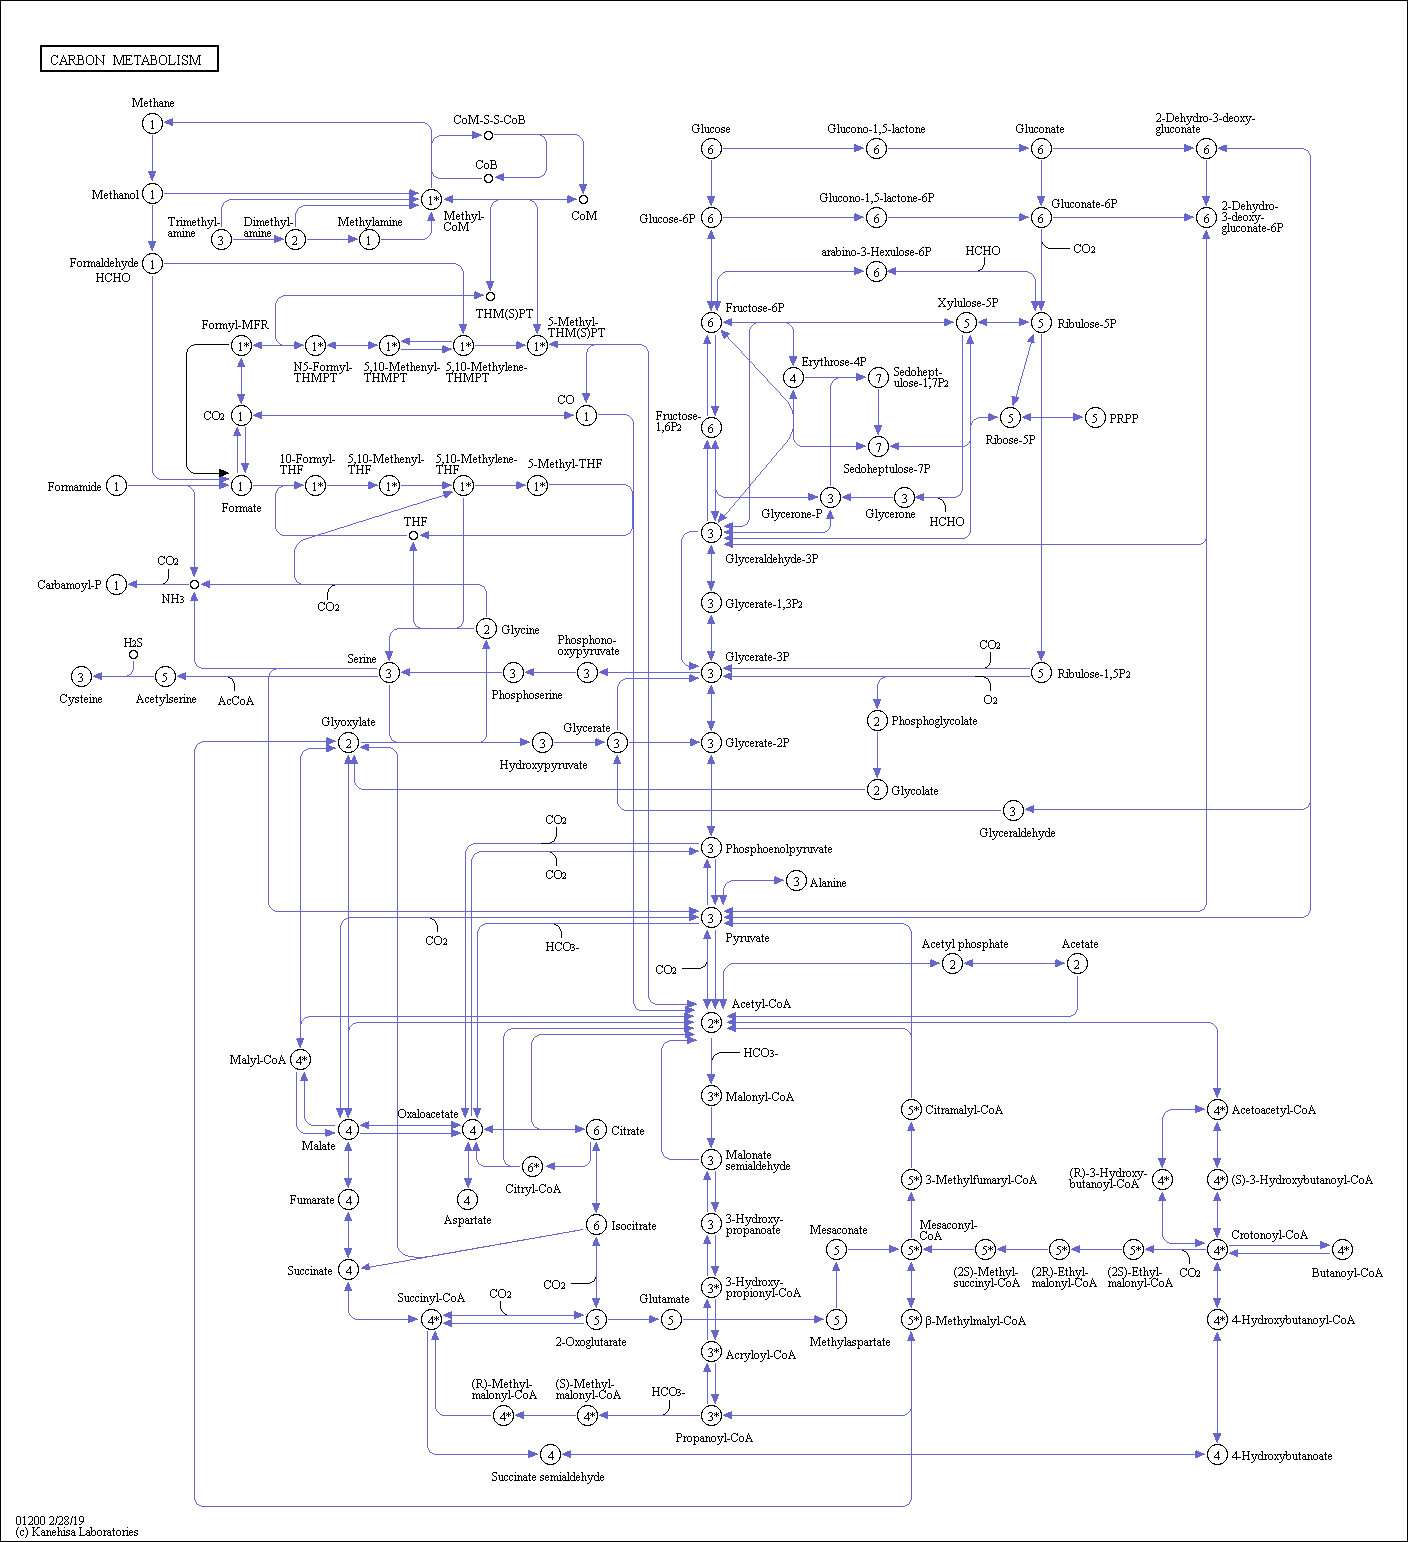 CARBON METABOLISM
Methane
1
CoM-S-S-CoB
CoB
Methanol
1
1*
Methyl-
CoM
CoM
Trimethyl-
amine
3
Dimethyl-
amine
2
Methylamine
1
Formaldehyde
HCHO
1
THM(S)PT
Formyl-MFR
1*
1*
N5-Formyl-
THMPT
1*
5,10-Methenyl-
THMPT
1*
5,10-Methylene-
THMPT
5-Methyl-
THM(S)PT
1*
CO2
1
CO
1
Formamide
1
1
Formate
10-Formyl-
THF
1*
5,10-Methenyl-
THF
1*
5,10-Methylene-
THF
1*
5-Methyl-THF
1*
THF
CO2
Carbamoyl-P
1
NH3
CO2
2
Glycine
H2S
3
Cysteine
5
Acetylserine
AcCoA
Serine
3
3
Phosphoserine
Phosphono-
oxypyruvate
3
Glyoxylate
2
3
Hydroxypyruvate
Glycerate
3
Glucose
6
Glucono-1,5-lactone
6
Gluconate
6
2-Dehydro-3-deoxy-
gluconate
6
Glucose-6P
6
Glucono-1,5-lactone-6P
6
Gluconate-6P
6
2-Dehydro-
3-deoxy-
gluconate-6P
6
CO2
arabino-3-Hexulose-6P
6
HCHO
Fructose-6P
6
Xylulose-5P
5
5
Ribulose-5P
Erythrose-4P
4
7
Sedohept-
ulose-1,7P2
Fructose-
1,6P2
6
5
Ribose-5P
5
PRPP
7
Sedoheptulose-7P
3
Glycerone-P
3
Glycerone
HCHO
3
Glyceraldehyde-3P
3
Glycerate-1,3P2
Glycerate-3P
3
CO2
O2
5
Ribulose-1,5P2
2
Phosphoglycolate
3
Glycerate-2P
2
Glycolate
3
Glyceraldehyde
CO2
CO2
3
Phosphoenolpyruvate
3
Alanine
CO2
HCO3-
3
Pyruvate
CO2
Acetyl phosphate
2
Acetate
2
Acetyl-CoA
2*
HCO3-
Malyl-CoA
4*
3*
Malonyl-CoA
5*
Citramalyl-CoA
4*
Acetoacetyl-CoA
Malate
4
Oxaloacetate
4
6
Citrate
6*
Citryl-CoA
3
Malonate
semialdehyde
5*
3-Methylfumaryl-CoA
(R)-3-Hydroxy-
butanoyl-CoA
4*
4*
(S)-3-Hydroxybutanoyl-CoA
Fumarate
4
4
Aspartate
6
Isocitrate
3
3-Hydroxy-
propanoate
Mesaconate
5
Mesaconyl-
CoA
5*
5*
(2S)-Methyl-
succinyl-CoA
5*
(2R)-Ethyl-
malonyl-CoA
5*
(2S)-Ethyl-
malonyl-CoA
CO2
Crotonoyl-CoA
4*
4*
Butanoyl-CoA
Succinate
4
CO2
3*
3-Hydroxy-
propionyl-CoA
Succinyl-CoA
4*
CO2
5
2-Oxoglutarate
Glutamate
5
5
Methylaspartate
5*
β-Methylmalyl-CoA
4*
4-Hydroxybutanoyl-CoA
3*
Acryloyl-CoA
(R)-Methyl-
malonyl-CoA
4*
(S)-Methyl-
malonyl-CoA
4*
HCO3-
3*
Propanoyl-CoA
4
Succinate semialdehyde
4
4-Hydroxybutanoate
01200 2/28/19
(c) Kanehisa Laboratories